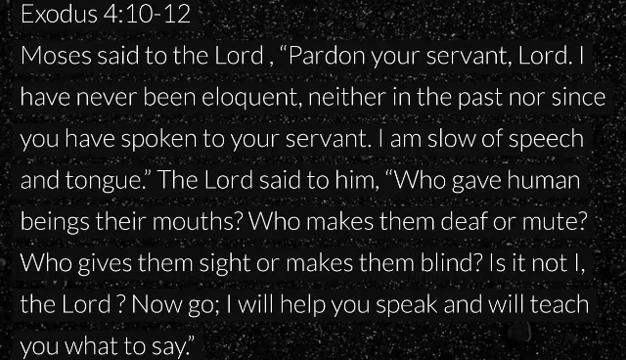 Exodus 4:10-12
Moses said to the Lord , “Pardon your servant, Lord. I
have never been eloquent, neither in the past nor since
you have spoken to your servant. I am slow of speech
and tongue.” The Lord said to him, “Who gave human
beings their mouths? Who makes them deaf or mute?
Who gives them sight or makes them blind? Is it not I,
the Lord ? Now go; I will help you speak and will teach
you what to say.”